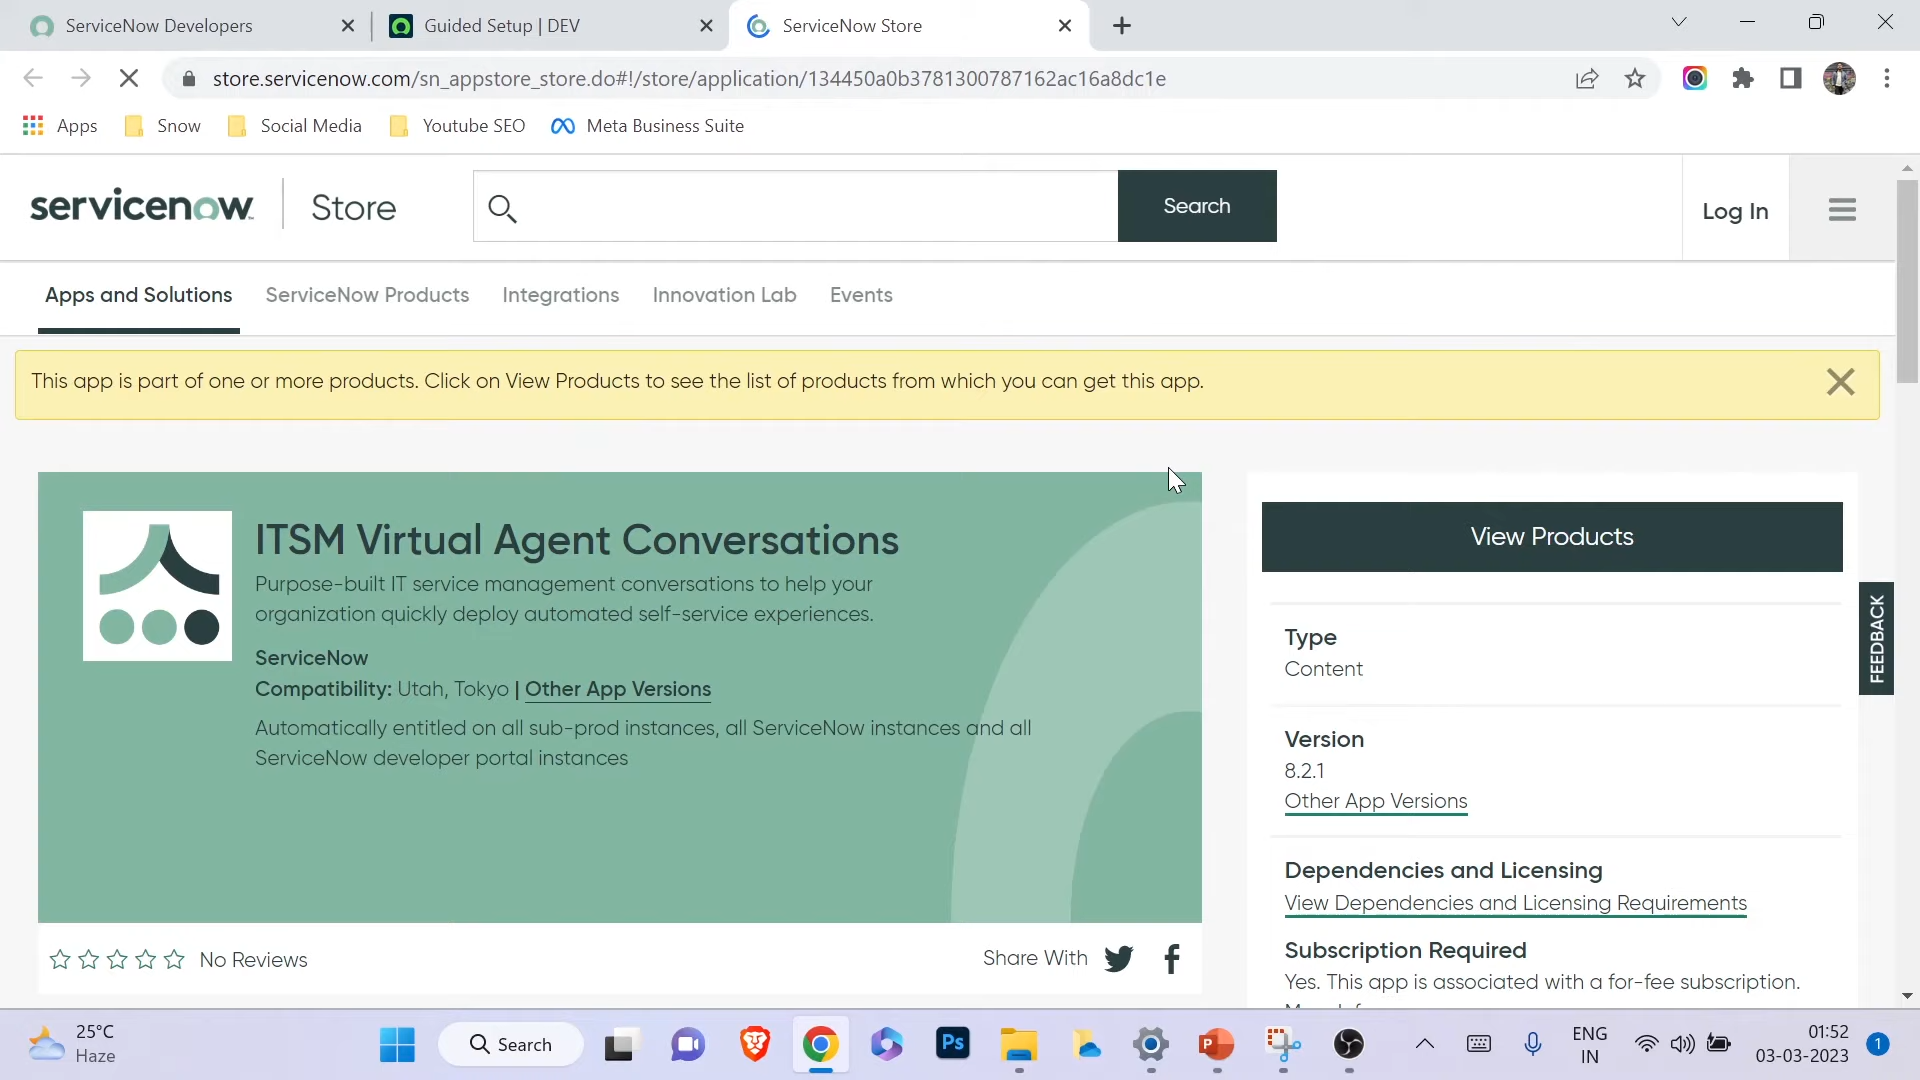 ServiceNow Developers
Guided Setup | DEV
ServiceNow Store
store.servicenow.com/sn_appstore_store.do#!/store/application/134450a0b3781300787162ac16a8dc1e
Apps
Snow
Social Media
Youtube SEO
Meta Business Suite
servicenow
Store
Search
Log In
Apps and Solutions
ServiceNow Products
Integrations
Innovation Lab
Events
This app is part of one or more products. Click on View Products to see the list of products from which you can get this app.
ITSM Virtual Agent Conversations
Purpose-built IT service management conversations to help your
organization quickly deploy automated self-service experiences.
ServiceNow
Compatibility: Utah, Tokyo | Other App Versions
Automatically entitled on all sub-prod instances, all ServiceNow instances and all
ServiceNow developer portal instances
No Reviews
Share With
View Products
Type
Content
Version
8.2.1
Other App Versions
Dependencies and Licensing
View Dependencies and Licensing Requirements
Subscription Required
Yes. This app is associated with a for-fee subscription.
FEEDBACK
25°C
Haze
Search
Ps
P
ENG
IN
01:52
03-03-2023
1